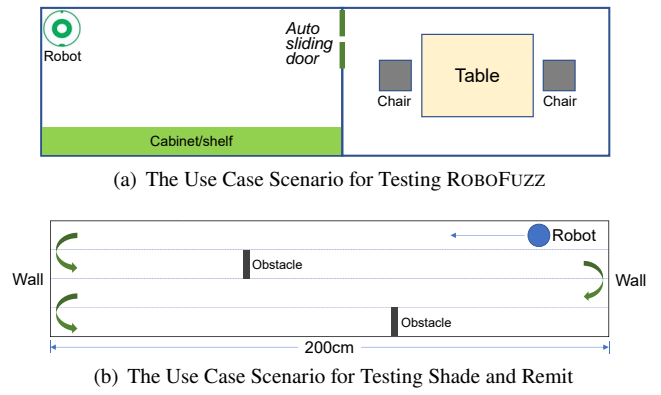 Auto
sliding
door
Robot
Table
Chair
Chair
Cabinet/shelf
(a) The Use Case Scenario for Testing ROBOFUZZ
Robot
Wall
Obstacle
Wall
Obstacle
200cm
(b) The Use Case Scenario for Testing Shade and Remit